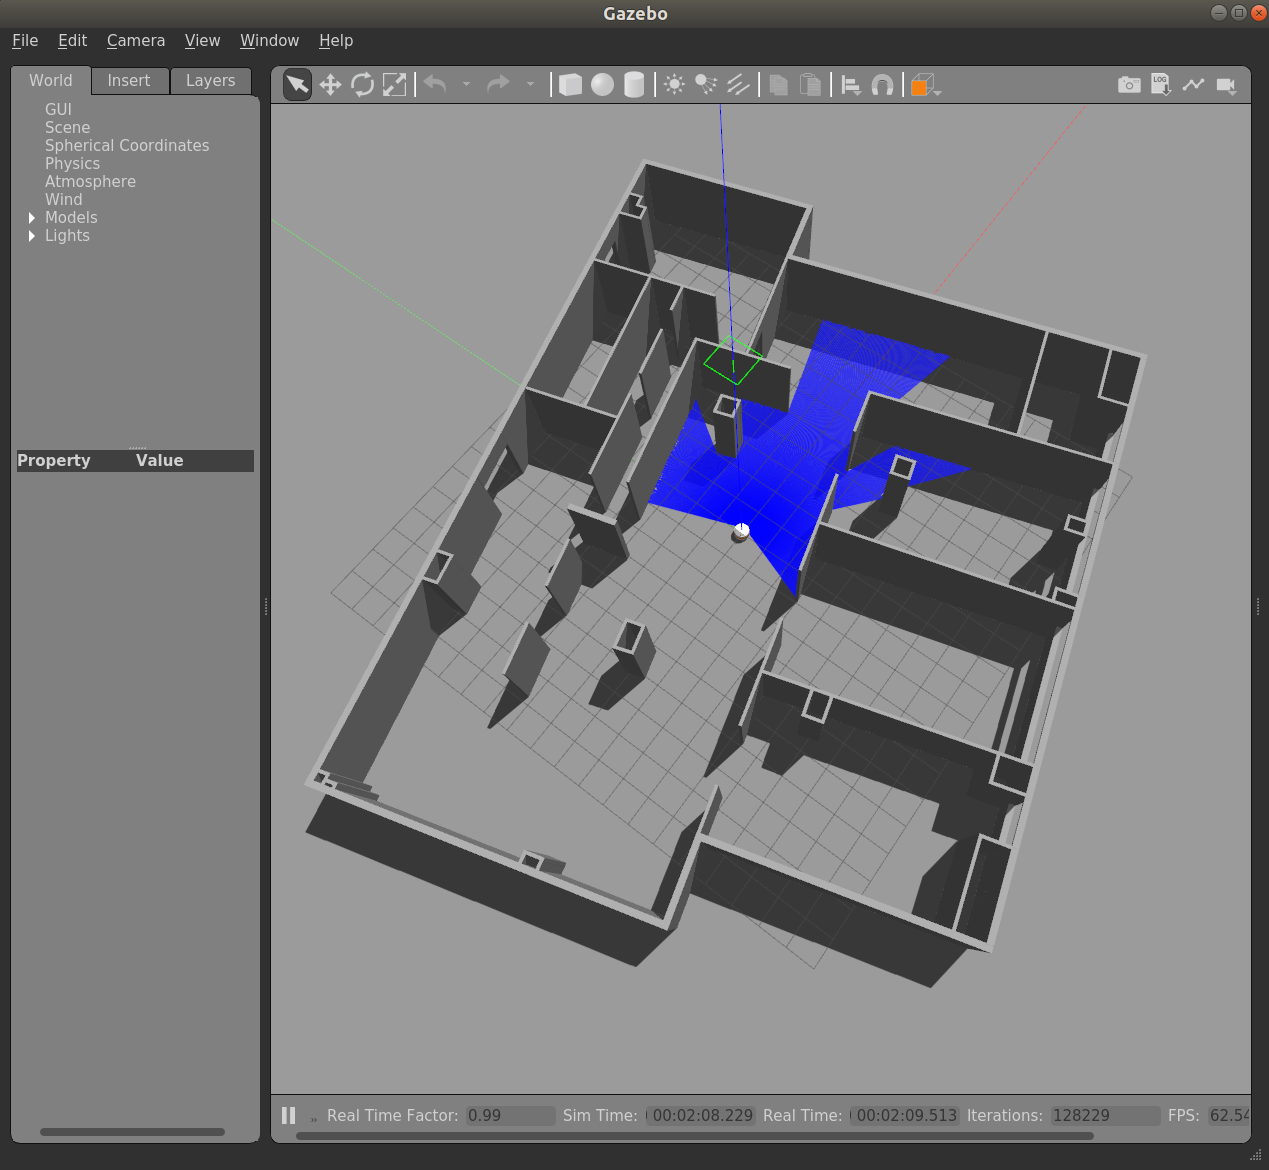 Gazebo
File Edit Camera View Window Help
World Insert Layers
LOG
GUI
Scene
Spherical Coordinates
Physics
Atmosphere
Wind
Models
Lights
Property Value
Real Time Factor: 0.99 Sim Time: 00:02:08.229 Real Time: 00:02:09.513 Iterations: 128229 FPS: 62.54